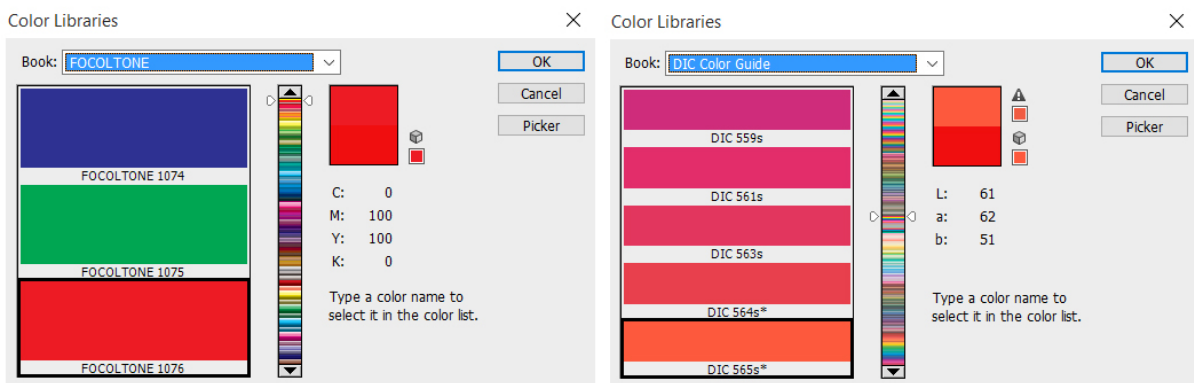 Color Libraries
Book: FOCOLTONE
OK
Cancel
Picker
FOCOLTONE 1074
FOCOLTONE 1075
FOCOLTONE 1076
C: 0
M: 100
Y: 100
K: 0
Type a color name to
select it in the color list.
Color Libraries
Book: DIC Color Guide
OK
Cancel
Picker
DIC 559s
DIC 561s
DIC 563s
DIC 564s*
DIC 565s*
L: 61
a: 62
b: 51
Type a color name to
select it in the color list.